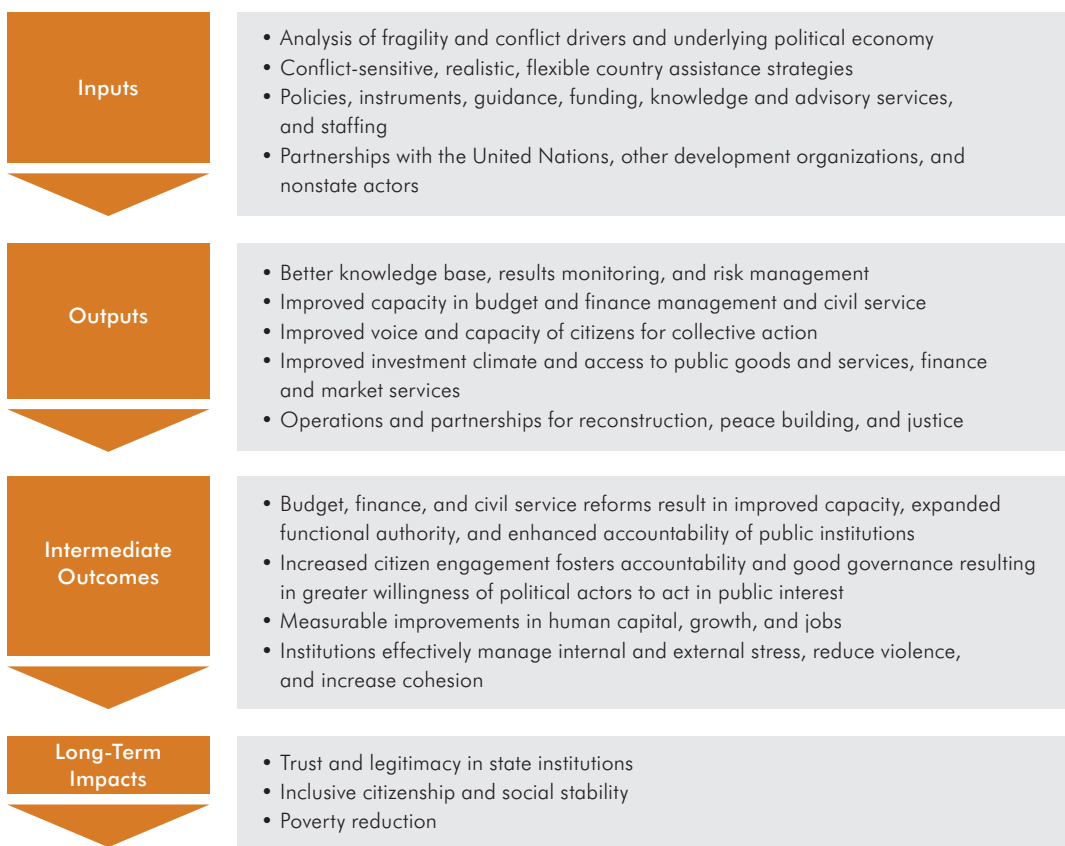 Inputs
• Analysis of fragility and conflict drivers and underlying political economy
• Conflict-sensitive, realistic, flexible country assistance strategies
• Policies, instruments, guidance, funding, knowledge and advisory services,
and staffing
• Partnerships with the United Nations, other development organizations, and
nonstate actors
Outputs
• Better knowledge base, results monitoring, and risk management
• Improved capacity in budget and finance management and civil service
• Improved voice and capacity of citizens for collective action
• Improved investment climate and access to public goods and services, finance
and market services
• Operations and partnerships for reconstruction, peace building, and justice
Intermediate
Outcomes
• Budget, finance, and civil service reforms result in improved capacity, expanded
functional authority, and enhanced accountability of public institutions
• Increased citizen engagement fosters accountability and good governance resulting
in greater willingness of political actors to act in public interest
• Measurable improvements in human capital, growth, and jobs
• Institutions effectively manage internal and external stress, reduce violence,
and increase cohesion
Long-Term
Impacts
• Trust and legitimacy in state institutions
• Inclusive citizenship and social stability
• Poverty reduction